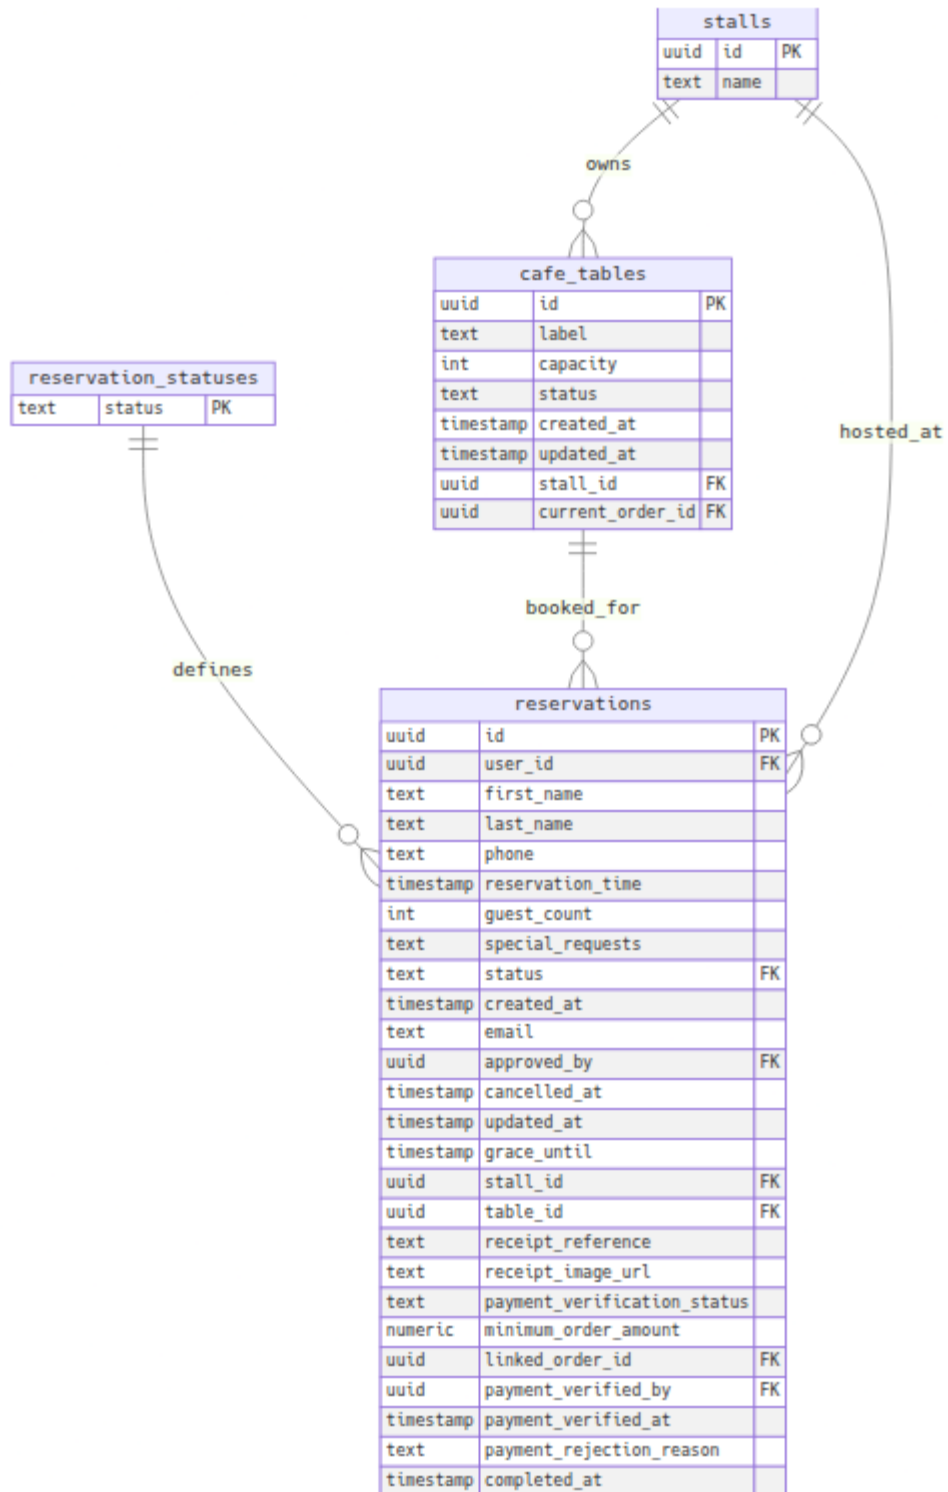 stalls
uuid id PK
text name
owns
cafe_tables
uuid id PK
text label
int capacity
text status
timestamp created_at
timestamp updated_at
uuid stall_id FK
uuid current_order_id FK
reservation_statuses
text status PK
hosted_at
booked_for
defines
reservations
uuid id PK
uuid user_id FK
text first_name
text last_name
text phone
timestamp reservation_time
int guest_count
text special_requests
text status FK
timestamp created_at
text email
uuid approved_by FK
timestamp cancelled_at
timestamp updated_at
timestamp grace_until
uuid stall_id FK
uuid table_id FK
text receipt_reference
text receipt_image_url
text payment_verification_status
numeric minimum_order_amount
uuid linked_order_id FK
uuid payment_verified_by FK
timestamp payment_verified_at
text payment_rejection_reason
timestamp completed_at